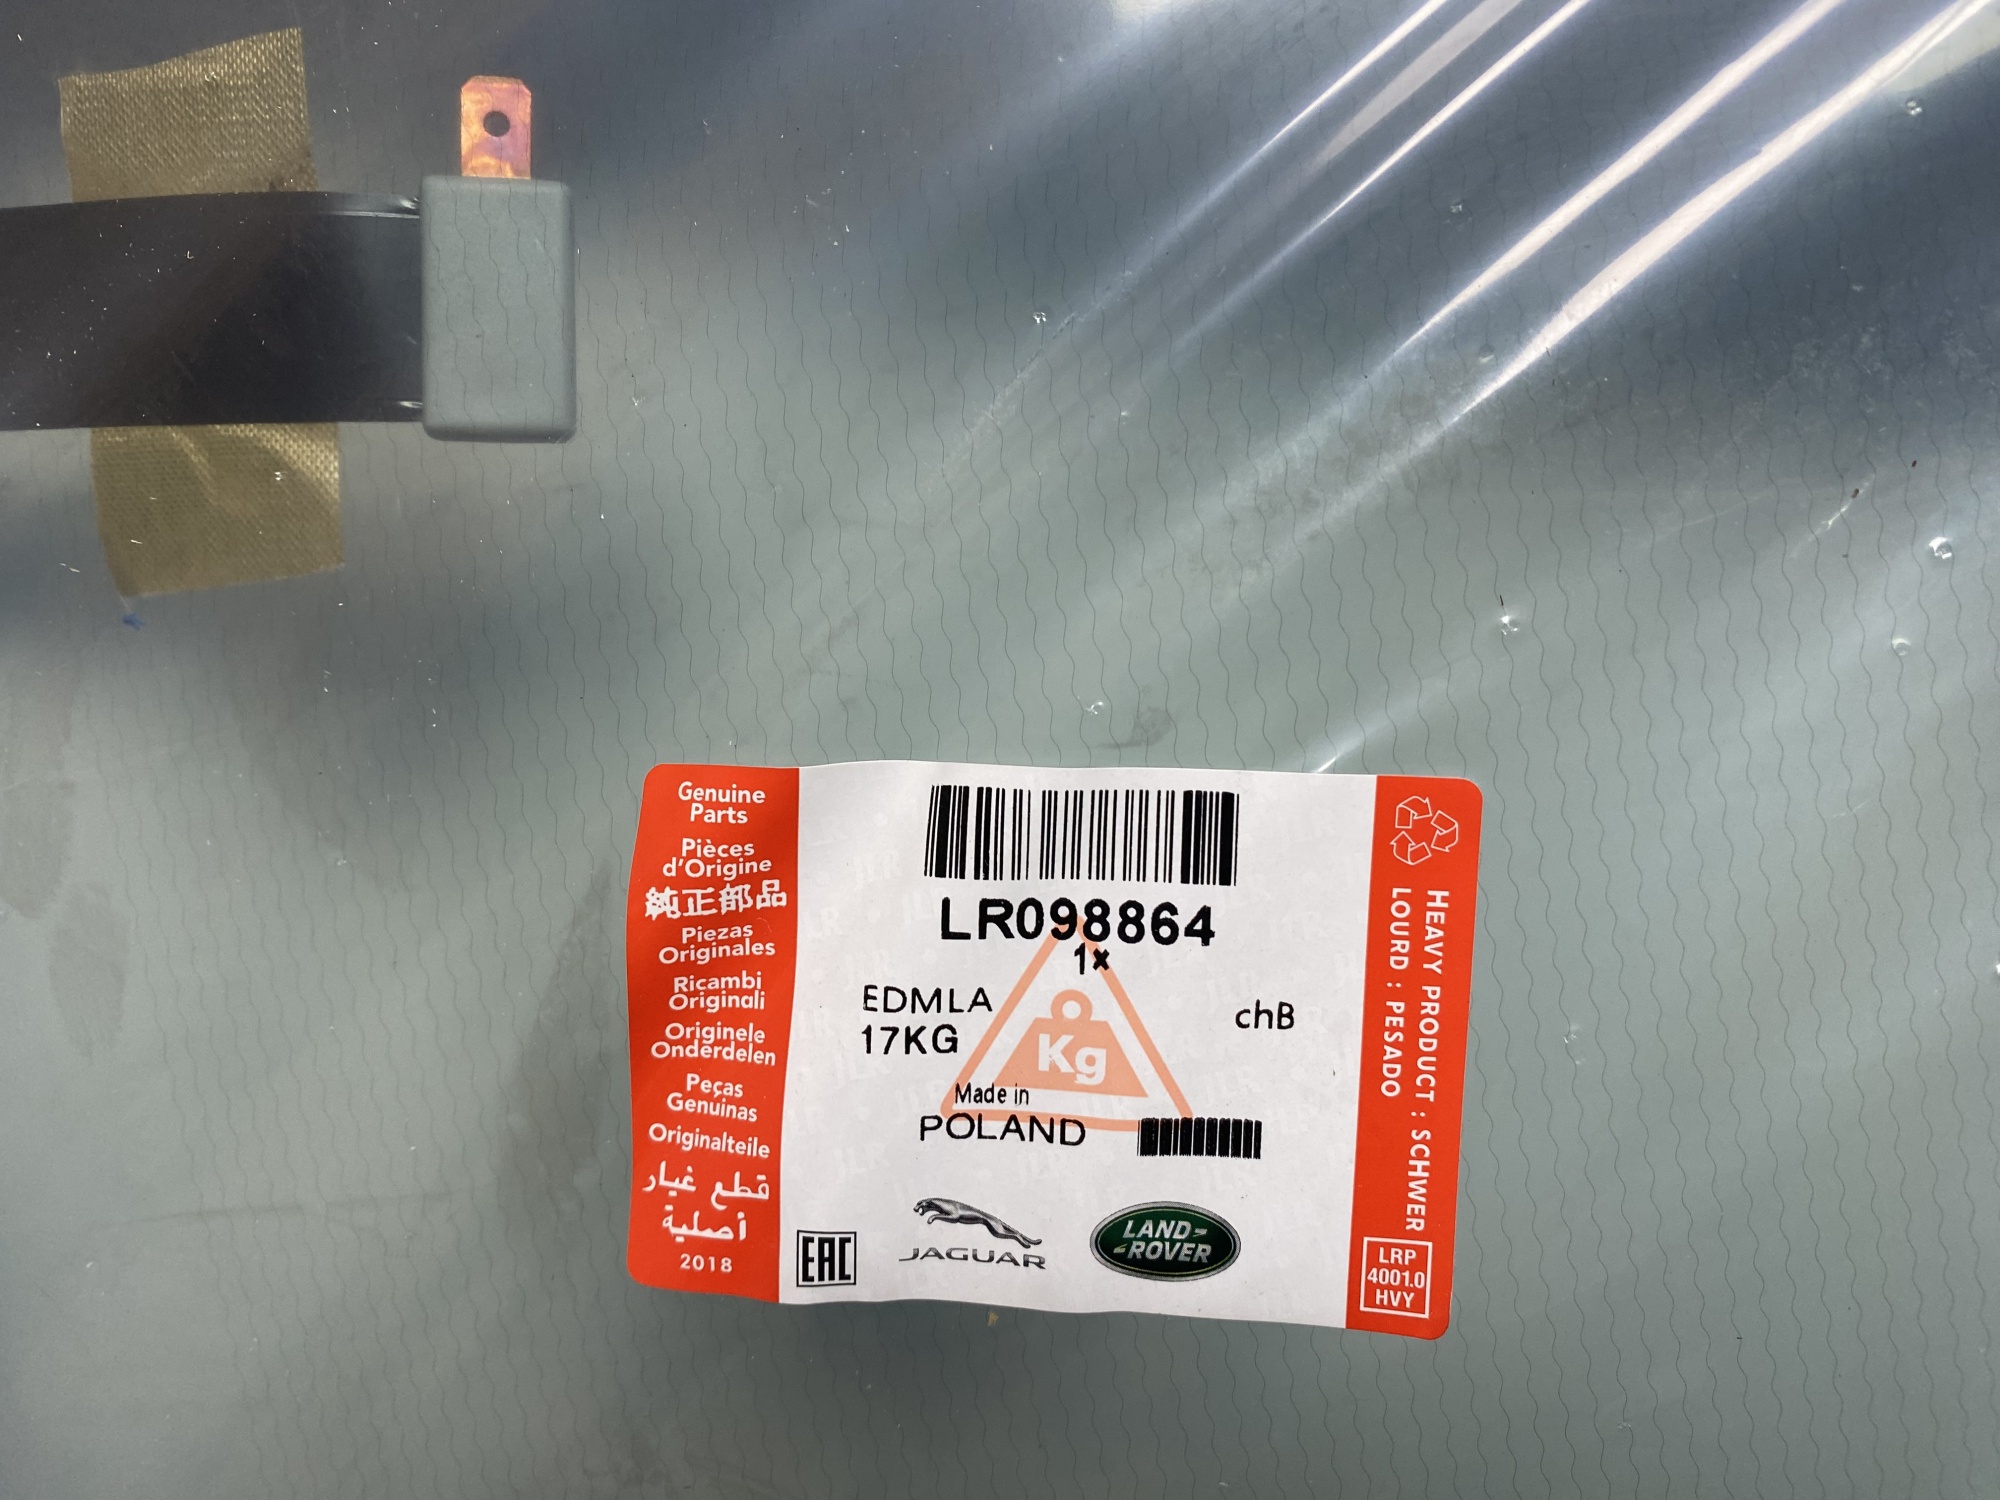 Genuine
Parts
Pièces
d'Origine
純正部品
Piezas
Originales
Ricambi
Originali
Originele
Onderdelen
Peças
Genuinas
Originalteile
قطع غيار
أصلية
2018
LR098864
1x
EDMLA
chB
17KG
Kg
Made in
POLAND
EAC
JAGUAR
LAND-
-ROVER
HEAVY PRODUCT : SCHWER
LOURD : PESADO
LRP
4001.0
HVY